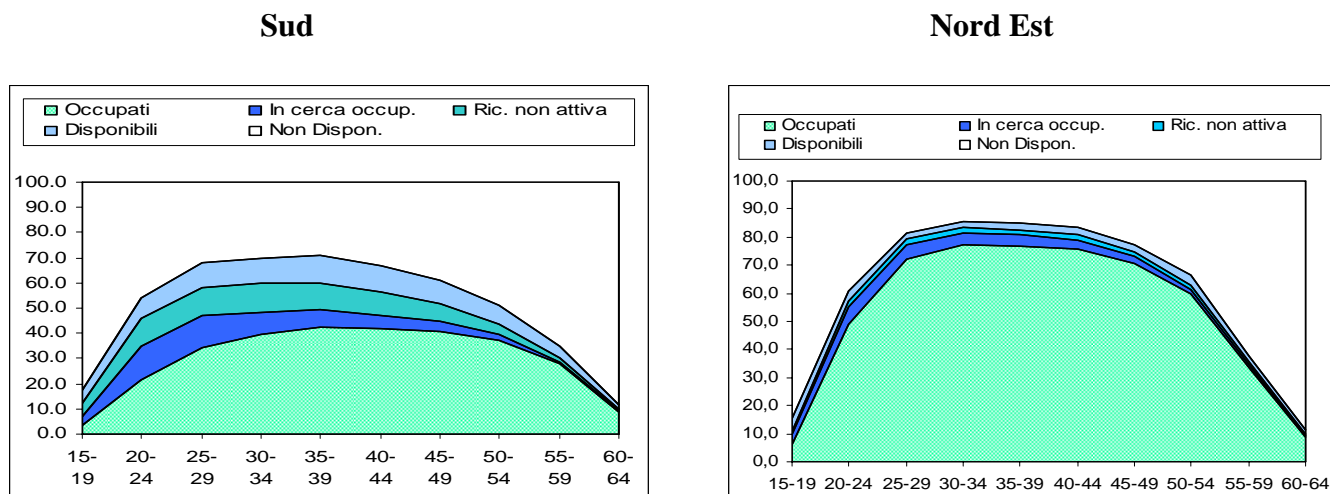 Sud
Occupati In cerca occup. Ric. non attiva
Disponibili Non Dispon.
100.0
90.0
80.0
70.0
60.0
50.0
40.0
30.0
20.0
10.0
0.0
15- 20- 25- 30- 35- 40- 45- 50- 55- 60-
19 24 29 34 39 44 49 54 59 64
Nord Est
Occupati In cerca occup. Ric. non attiva
Disponibili Non Dispon.
100,0
90,0
80,0
70,0
60,0
50,0
40,0
30,0
20,0
10,0
0,0
15-19 20-24 25-29 30-34 35-39 40-44 45-49 50-54 55-59 60-64